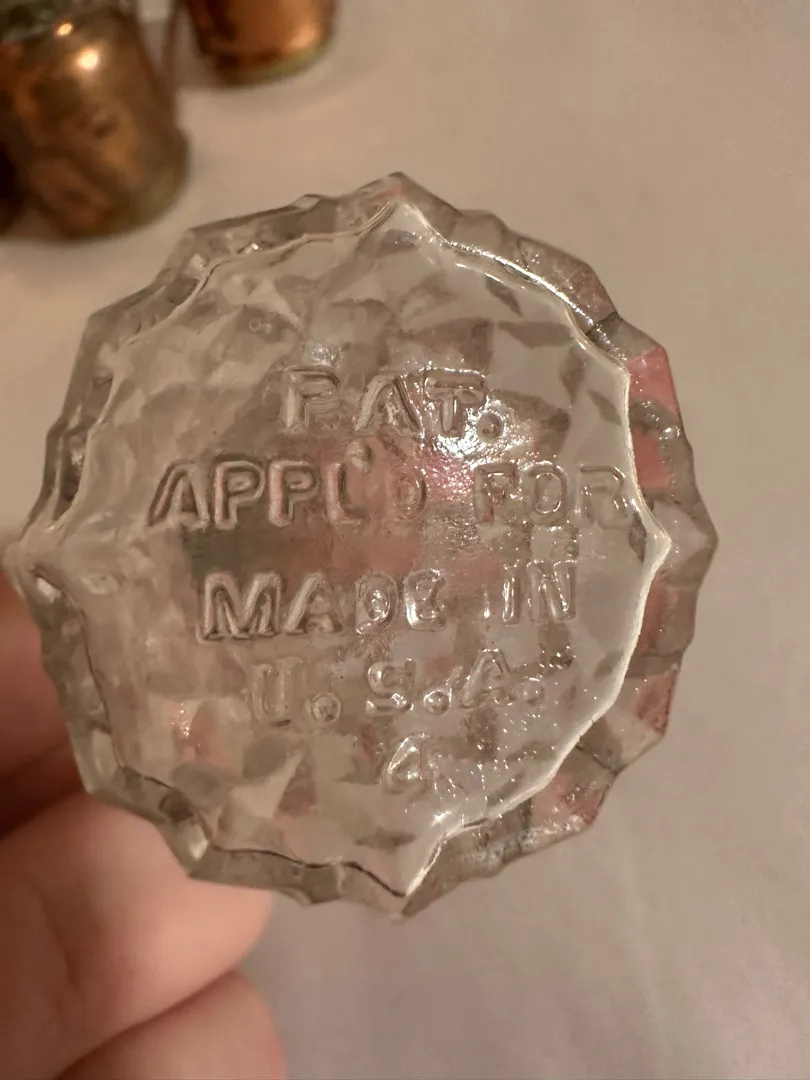 PAT.
APPL'D FOR
MADE IN
U.S.A.
4